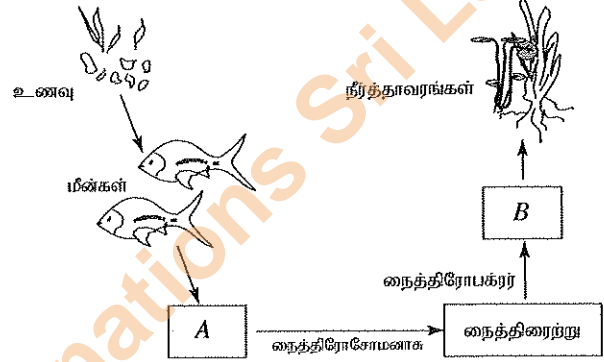 உணவு
நீர்த்தாவரங்கள்
மீன்கள்
B
நைத்திரோபக்ரர்
A
நைத்திரோசோமனாசு
நைத்திரைற்று